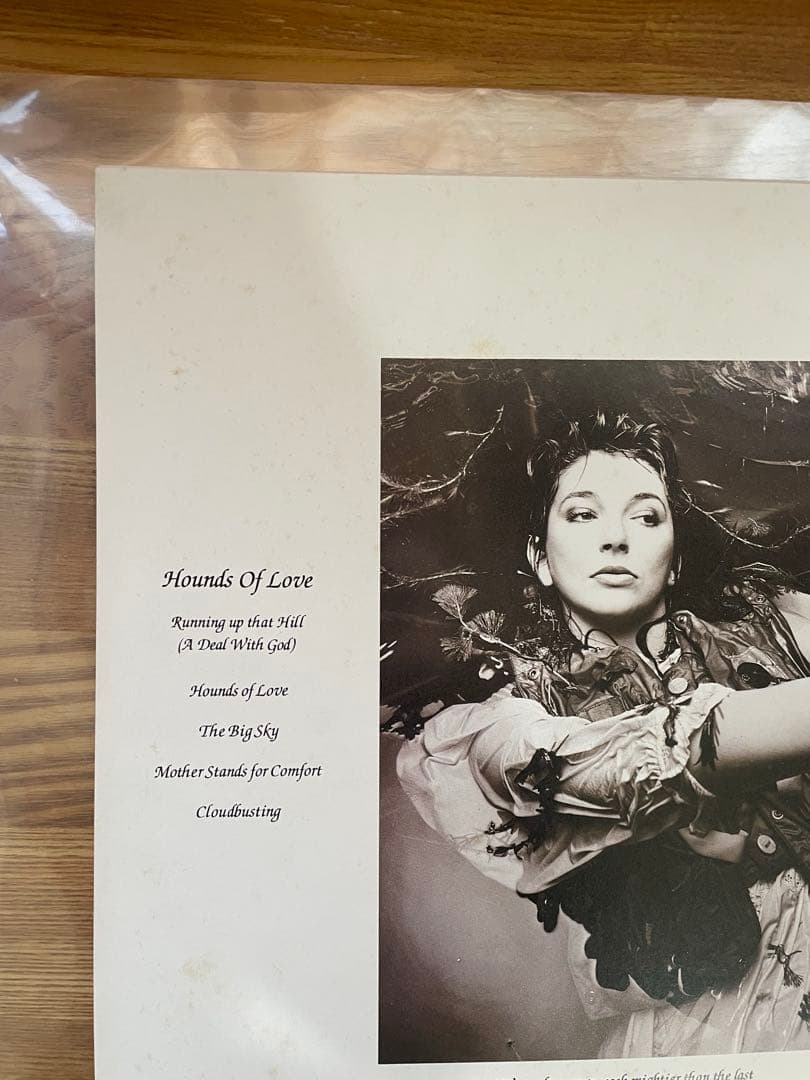 Hounds Of Love
Running up that Hill
(A Deal With God)
Hounds of Love
The Big Sky
Mother Stands for Comfort
Cloudbusting
mightier than the last